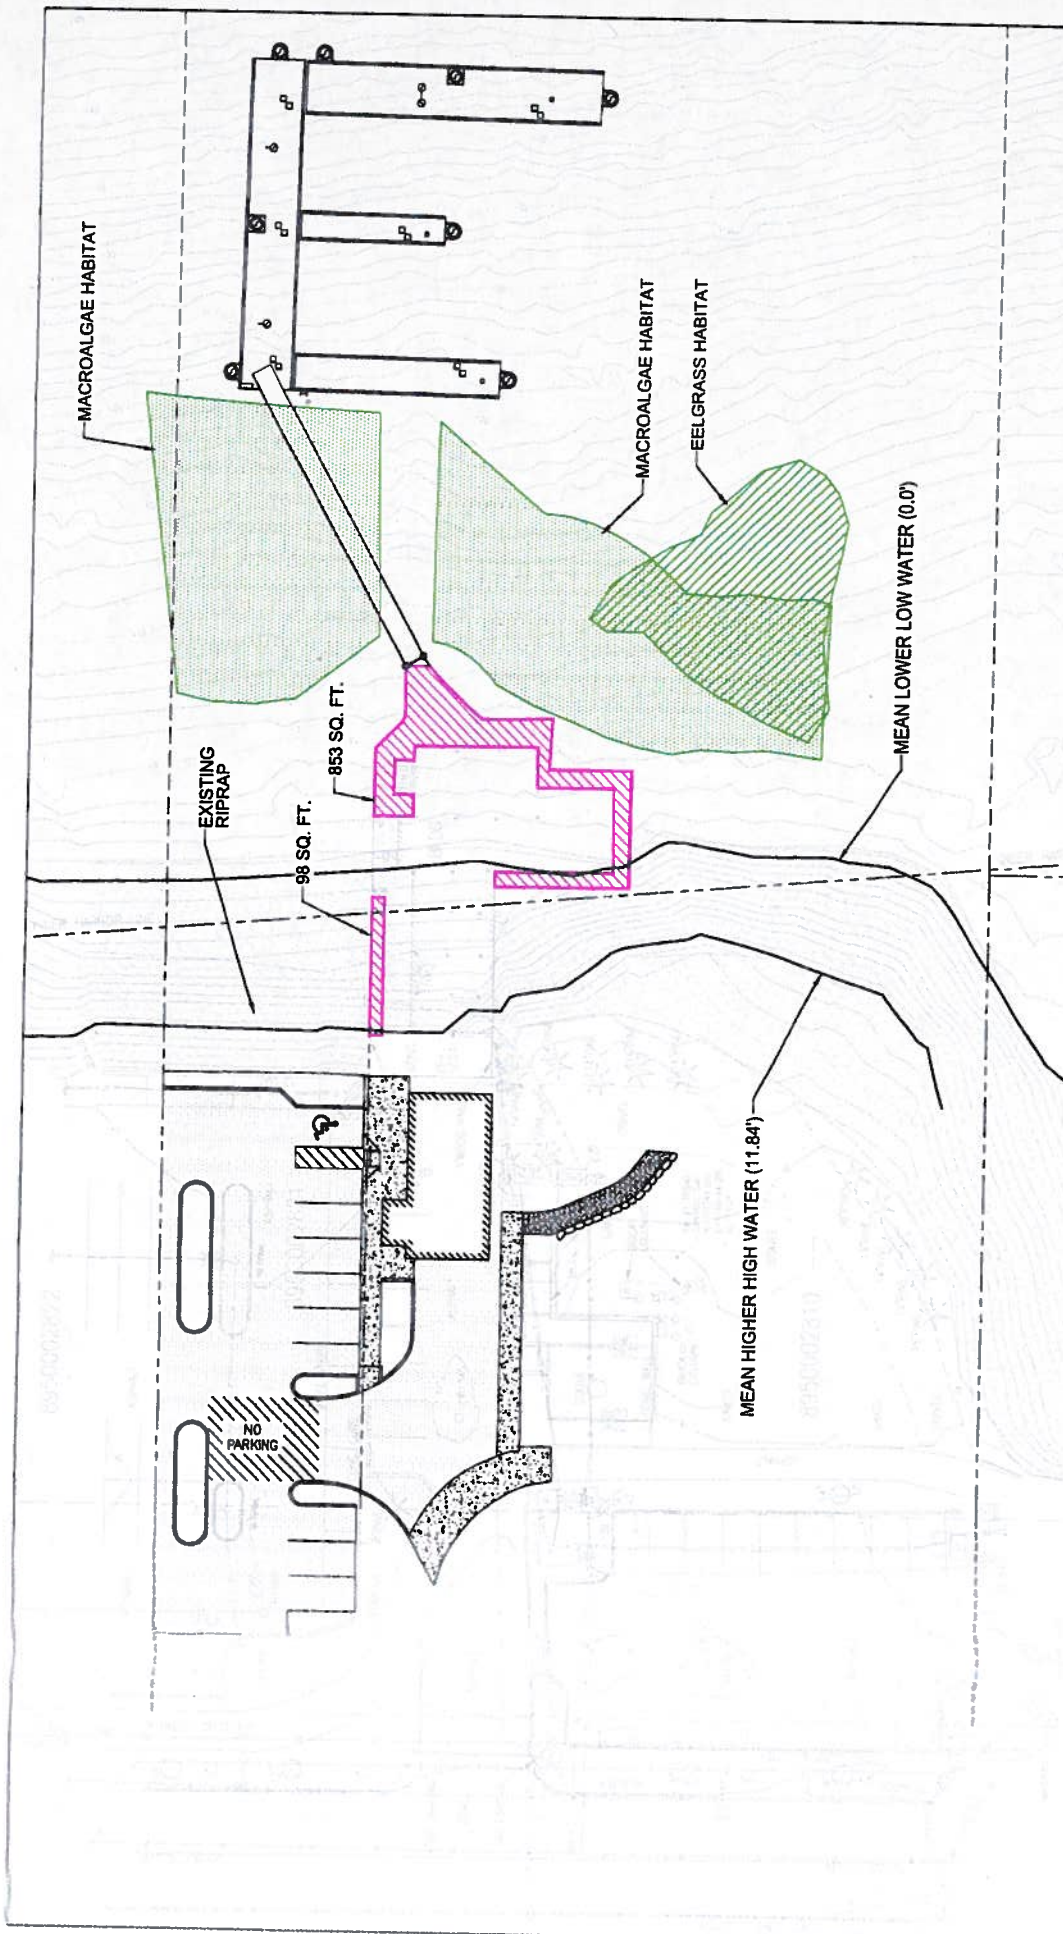 MACROALGAE HABITAT
MACROALGAE HABITAT
EELGRASS HABITAT
MEAN LOWER LOW WATER (0.0')
EXISTING
RIPRAP
853 SQ. FT.
98 SQ. FT.
MEAN HIGHER HIGH WATER (11.84')
NO
PARKING